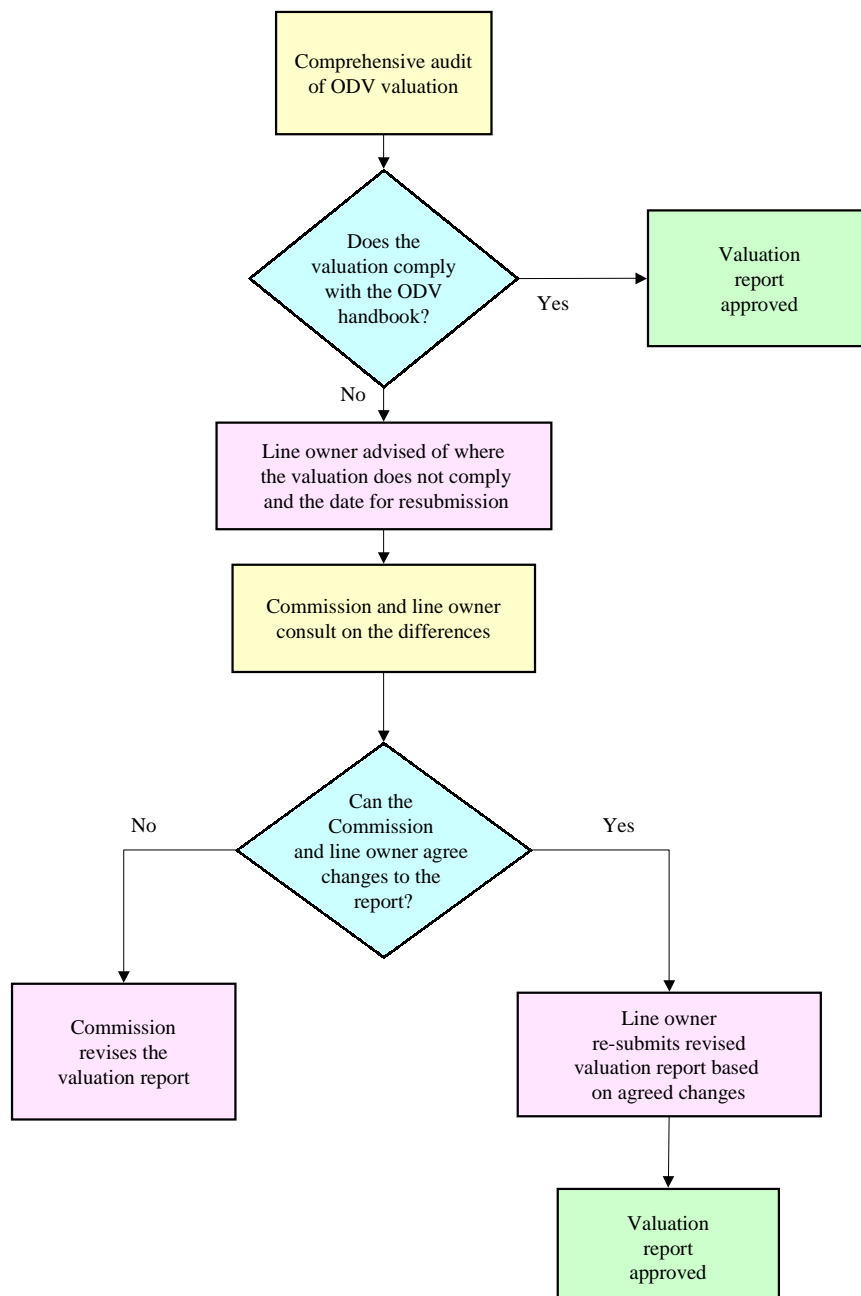 Comprehensive audit
of ODV valuation
Does the
valuation comply
with the ODV
handbook?
Valuation
report
approved
Yes
No
Line owner advised of where
the valuation does not comply
and the date for resubmission
Commission and line owner
consult on the differences
Can the
Commission
and line owner agree
changes to the
report?
No
Yes
Commission
revises the
valuation report
Line owner
re-submits revised
valuation report based
on agreed changes
Valuation
report
approved